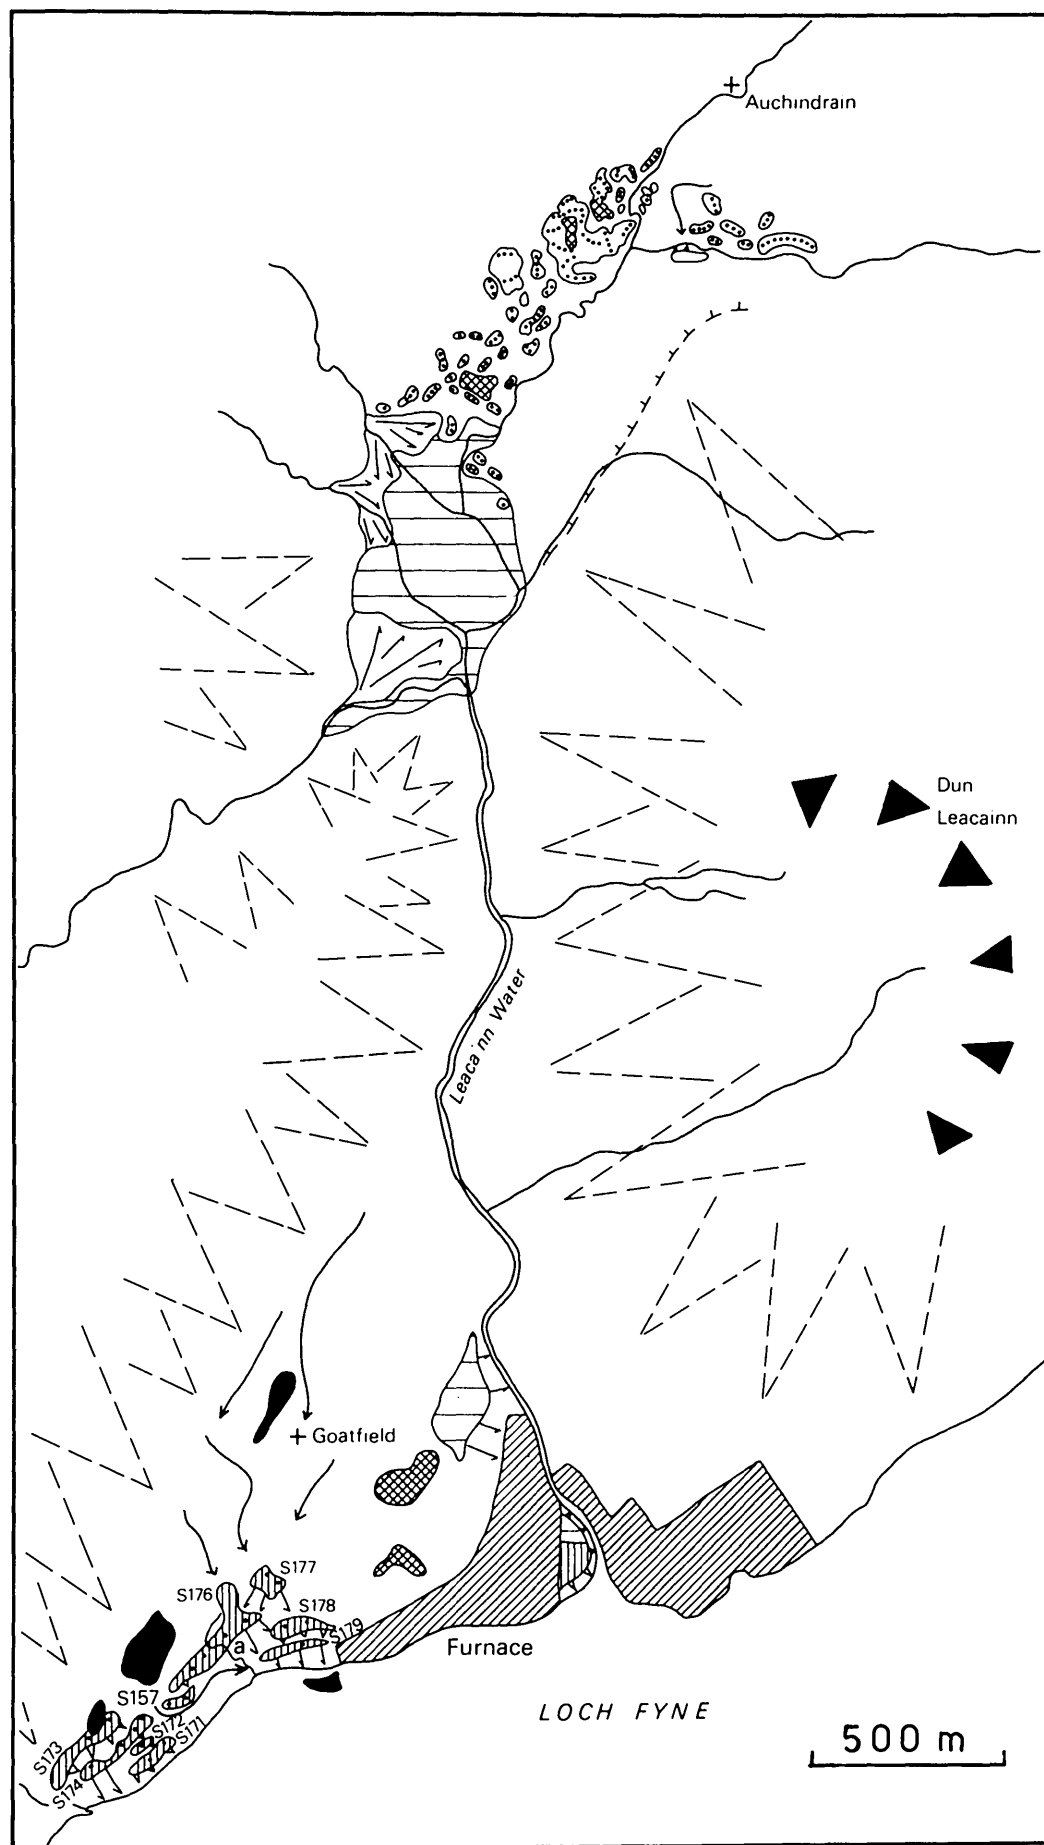 Auchindrain
Dun
Leacainn
Leacainn Water
Goatfield
S177
S176
S178
S179
a
Furnace
S157
S172
S171
S173
S174
LOCH FYNE
500 m